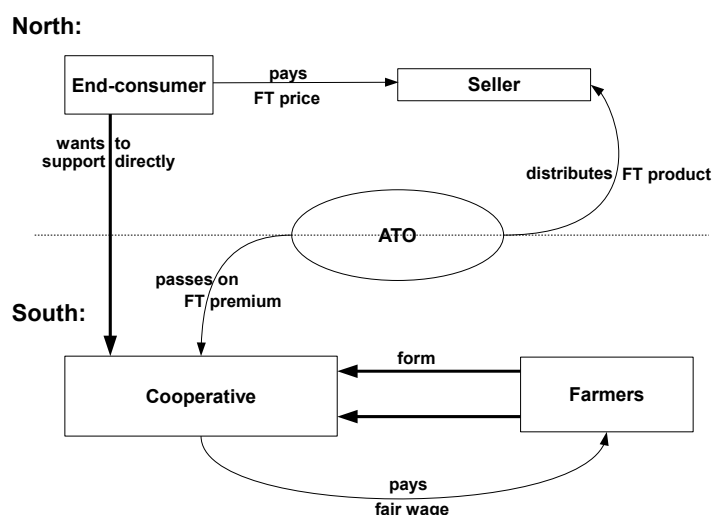 North:
End-consumer
pays
FT price
Seller
wants to
support directly
distributes FT product
ATO
passes on
FT premium
South:
Cooperative
form
Farmers
pays
fair wage